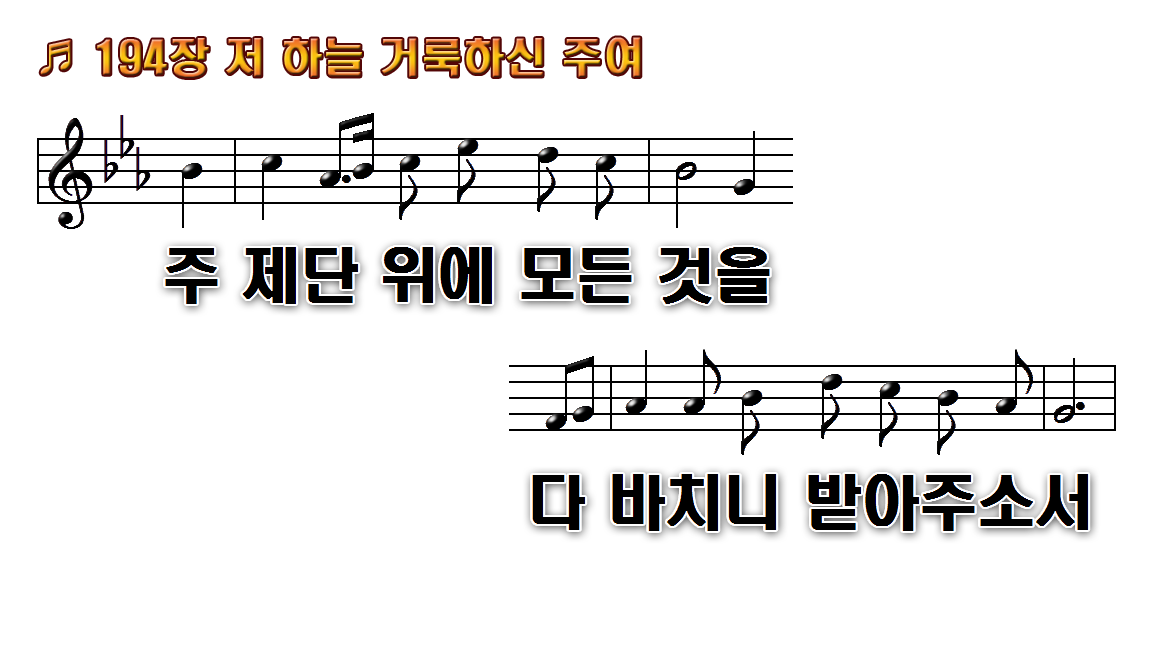 ♬ 194장 저 하늘 거룩하신 주여
주 제단 위에 모든 것을
다 바치니 받아주소서